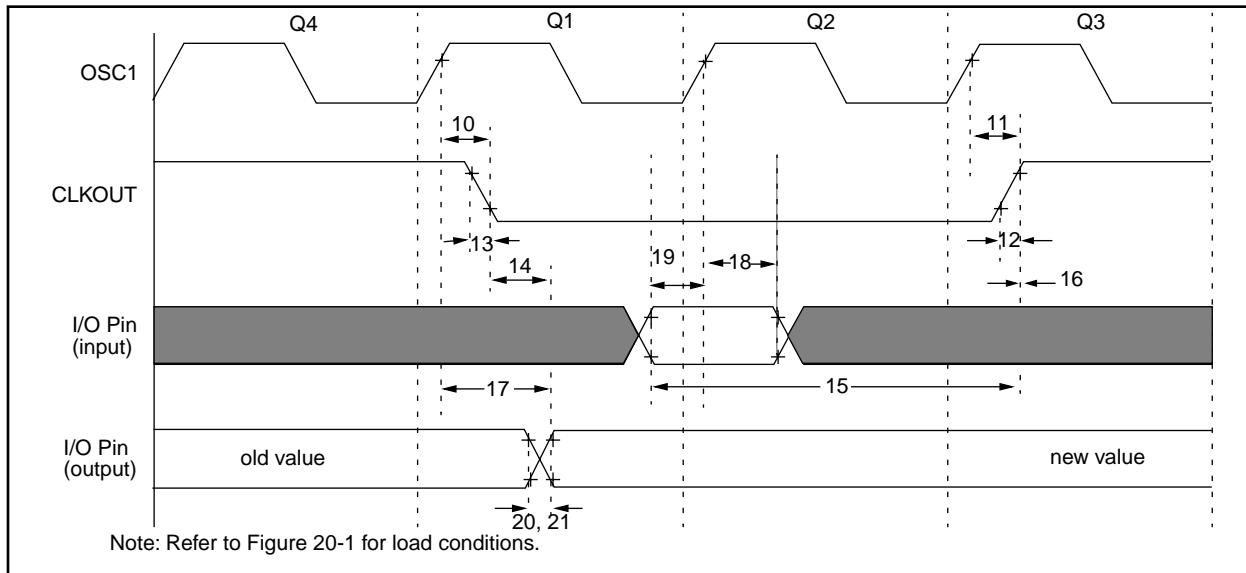 Q4 Q1 Q2 Q3
OSC1
10 11
CLKOUT
13 12
14 19 18 16
I/O Pin
(input)
17 15
I/O Pin
(output)
old value new value
20, 21
Note: Refer to Figure 20-1 for load conditions.